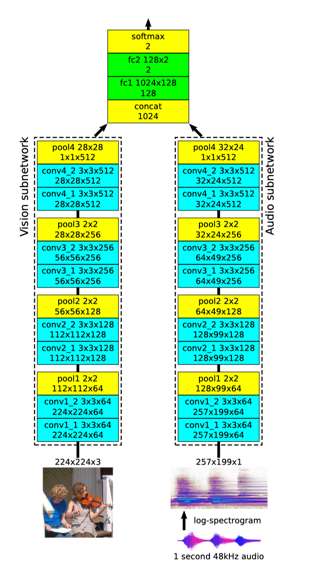 softmax
2
fc2 128x2
2
fc1 1024x128
128
concat
1024
Vision subnetwork
pool4 28x28
1x1x512
conv4_2 3x3x512
28x28x512
conv4_1 3x3x512
28x28x512
pool3 2x2
28x28x256
conv3_2 3x3x256
56x56x256
conv3_1 3x3x256
56x56x256
pool2 2x2
56x56x128
conv2_2 3x3x128
112x112x128
conv2_1 3x3x128
112x112x128
pool1 2x2
112x112x64
conv1_2 3x3x64
224x224x64
conv1_1 3x3x64
224x224x64
224x224x3
Audio subnetwork
pool4 32x24
1x1x512
conv4_2 3x3x512
32x24x512
conv4_1 3x3x512
32x24x512
pool3 2x2
32x24x256
conv3_2 3x3x256
64x49x256
conv3_1 3x3x256
64x49x256
pool2 2x2
64x49x128
conv2_2 3x3x128
128x99x128
conv2_1 3x3x128
128x99x128
pool1 2x2
128x99x64
conv1_2 3x3x64
257x199x64
conv1_1 3x3x64
257x199x64
257x199x1
log-spectrogram
1 second 48kHz audio